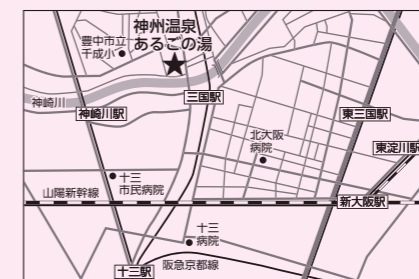 神州温泉
あるごの湯
豊中市立
千成小
神崎川
神崎川駅
三国駅
東三国駅
北大阪
病院
東淀川駅
十三
市民病院
山陽新幹線
新大阪駅
十三
病院
十三駅
阪急京都線